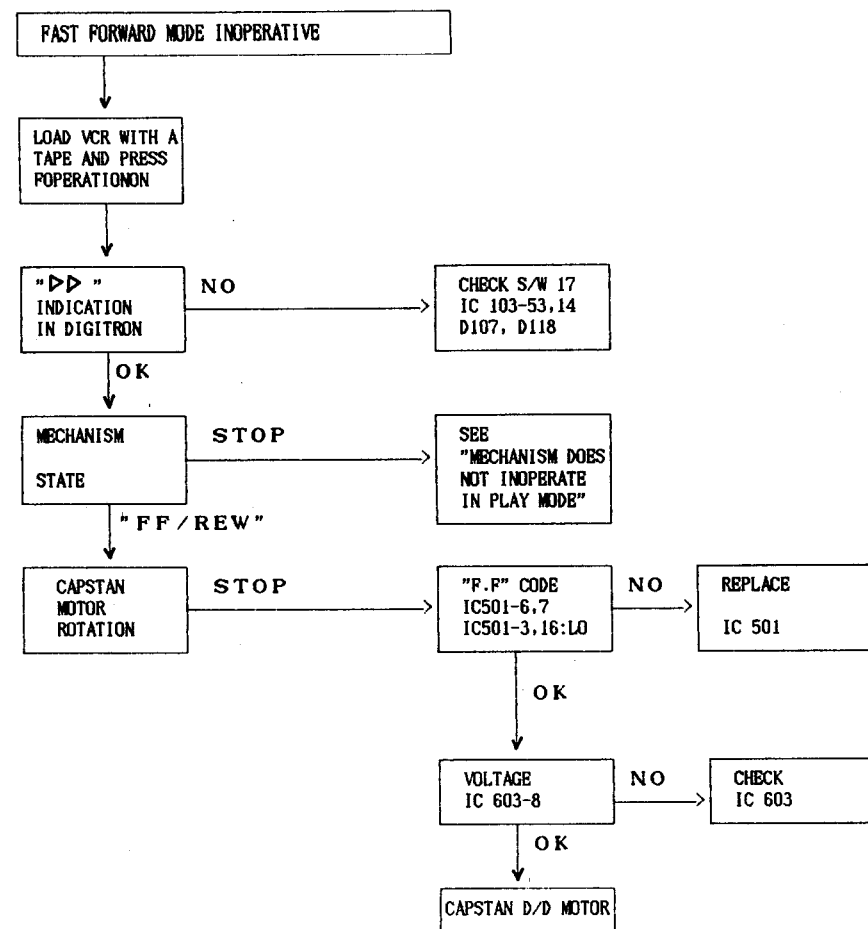 FAST FORWARD MODE INOPERATIVE
LOAD VCR WITH A
TAPE AND PRESS
FOPERATIONON
"▷▷ "
INDICATION
IN DIGITRON
NO
CHECK S/W 17
IC 103-53,14
D107, D118
OK
MECHANISM
STATE
STOP
SEE
"MECHANISM DOES
NOT INOPERATE
IN PLAY MODE"
"FF/REW"
CAPSTAN
MOTOR
ROTATION
STOP
"F.F" CODE
IC501-6,7
IC501-3,16:LO
NO
REPLACE
IC 501
OK
VOLTAGE
IC 603-8
NO
CHECK
IC 603
OK
CAPSTAN D/D MOTOR